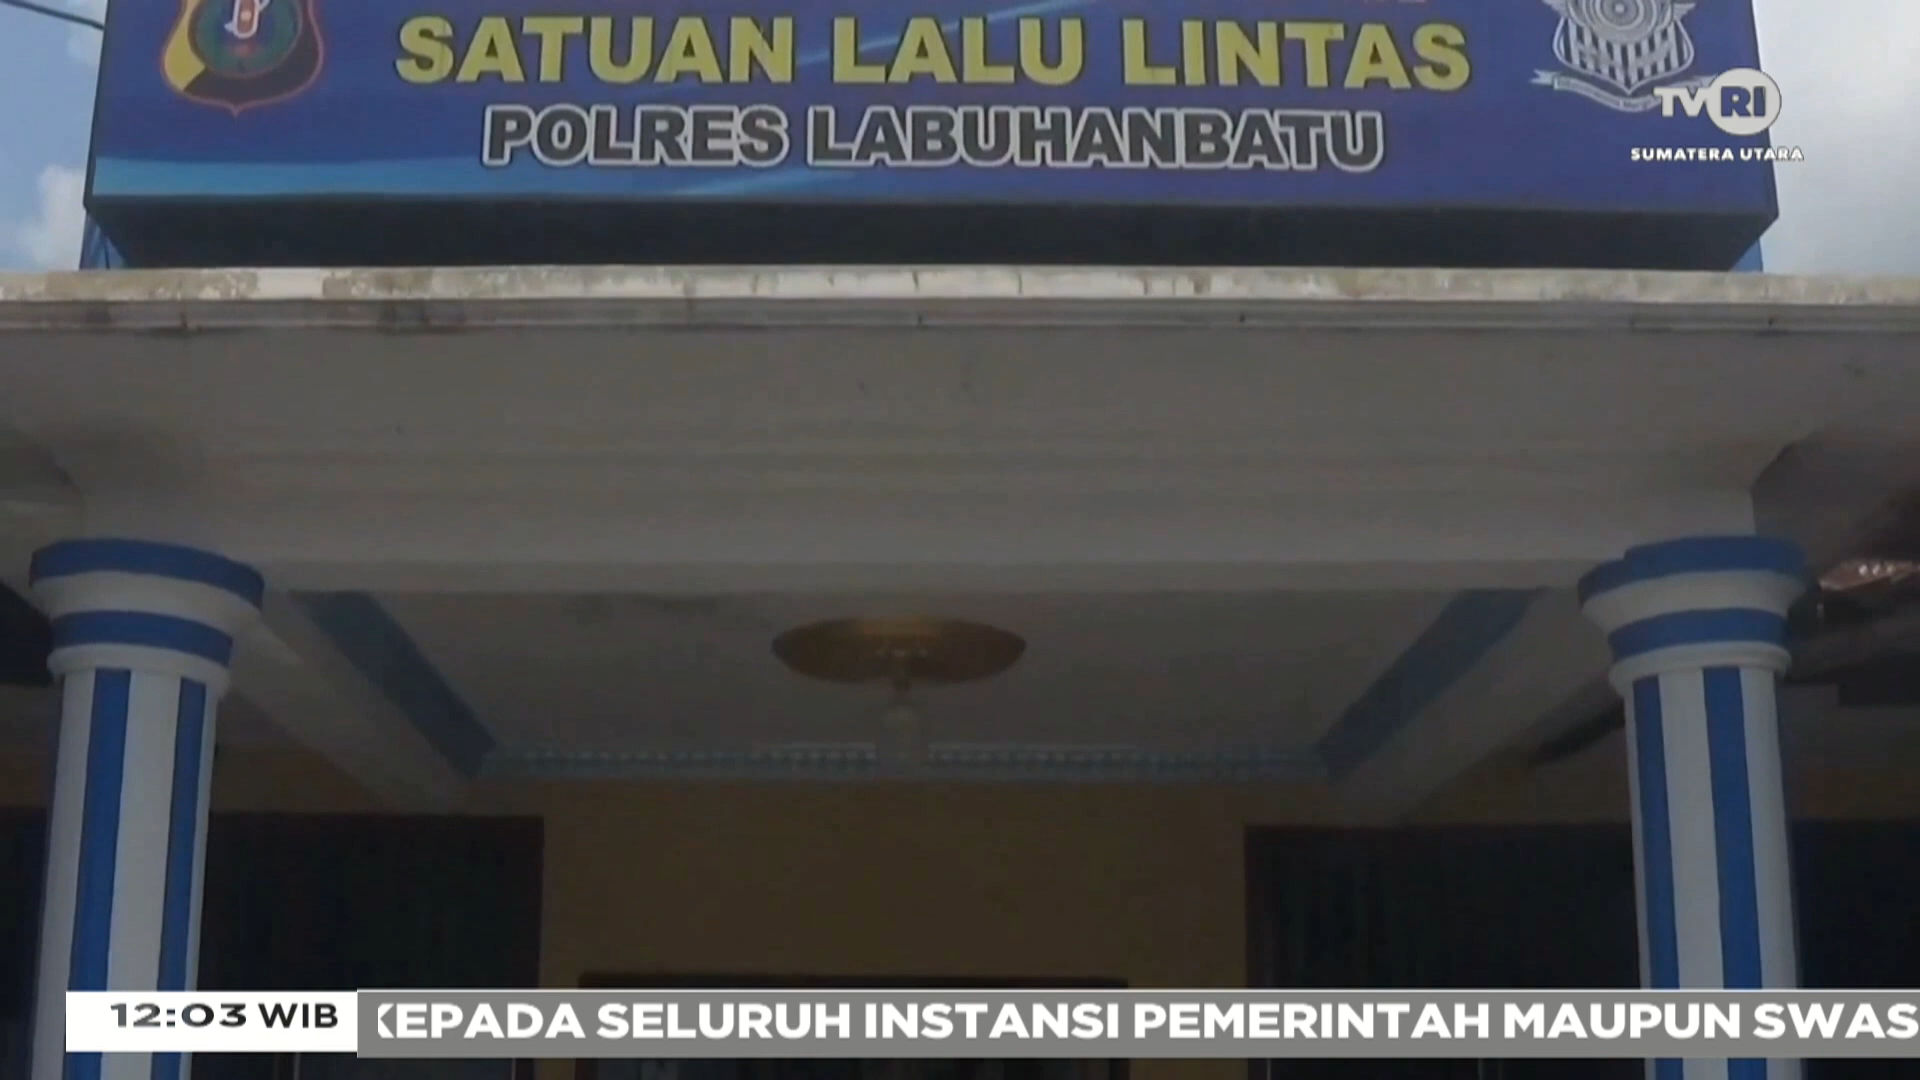 SATUAN LALU LINTAS
POLRES LABUHANBATU
TVRI
SUMATERA UTARA
12:03 WIB
KEPADA SELURUH INSTANSI PEMERINTAH MAUPUN SWAS